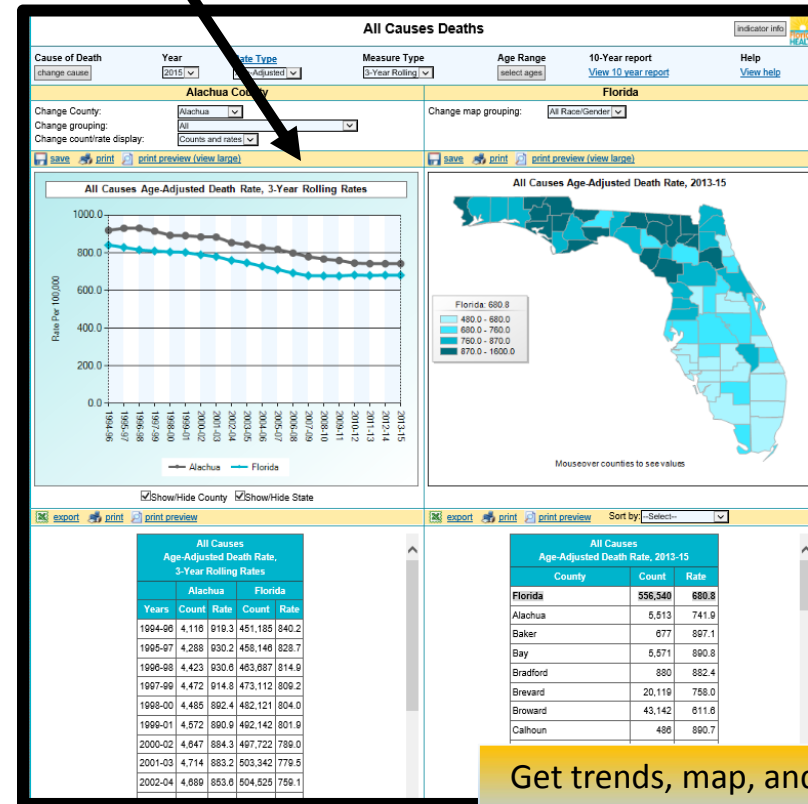 All Causes Deaths
indicator info
Cause of Death Year Rate Type Measure Type Age Range 10-Year report Help
change cause 2015 Age-Adjusted 3-Year Rolling select ages View 10 year report View help
Alachua County
Change County: Alachua
Change grouping: All
Change count/rate display: Counts and rates
save print print preview (view large)
All Causes Age-Adjusted Death Rate, 3-Year Rolling Rates
Rate Per 100,000
1000.0
800.0
600.0
400.0
200.0
0.0
1994-96 1995-97 1996-98 1997-99 1998-00 1999-01 2000-02 2001-03 2002-04 2003-05 2004-06 2005-07 2006-08 2007-09 2008-10 2009-11 2010-12 2011-13 2012-14 2013-15
Alachua Florida
Show/Hide County Show/Hide State
export print print preview
All Causes
Age-Adjusted Death Rate,
3-Year Rolling Rates
Alachua Florida
Years Count Rate Count Rate
1994-96 4,116 919.3 451,185 840.2
1995-97 4,288 930.2 458,146 828.7
1996-98 4,423 930.6 463,687 814.9
1997-99 4,472 914.8 473,112 809.2
1998-00 4,485 892.4 482,121 804.0
1999-01 4,572 890.9 492,142 801.9
2000-02 4,647 884.3 497,722 789.0
2001-03 4,714 883.2 503,342 779.5
2002-04 4,689 853.6 504,525 759.1
Florida
Change map grouping: All Race/Gender
save print print preview (view large)
All Causes Age-Adjusted Death Rate, 2013-15
Florida: 680.8
480.0 - 680.0
680.0 - 760.0
760.0 - 870.0
870.0 - 1600.0
Mouseover counties to see values
export print print preview Sort by: --Select--
All Causes
Age-Adjusted Death Rate, 2013-15
County Count Rate
Florida 556,540 680.8
Alachua 5,513 741.9
Baker 677 897.1
Bay 5,571 890.8
Bradford 880 882.4
Brevard 20,119 758.0
Broward 43,142 611.6
Calhoun 486 890.7
Get trends, map, and